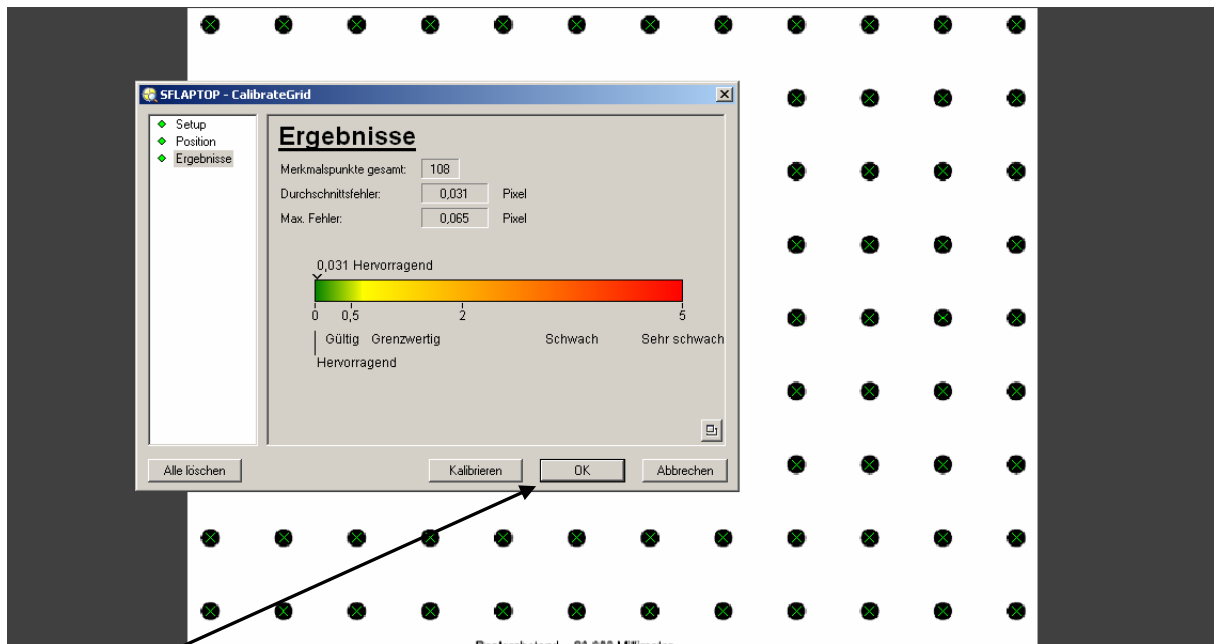 SFLAPTOP - CalibrateGrid
Setup
Position
Ergebnisse
Ergebnisse
Merkmalspunkte gesamt: 108
Durchschnittsfehler: 0,031 Pixel
Max. Fehler: 0,065 Pixel
0,031 Hervorragend
0 0,5 2 5
Gültig Grenzwertig Schwach Sehr schwach
Hervorragend
Alle löschen Kalibrieren OK Abbrechen